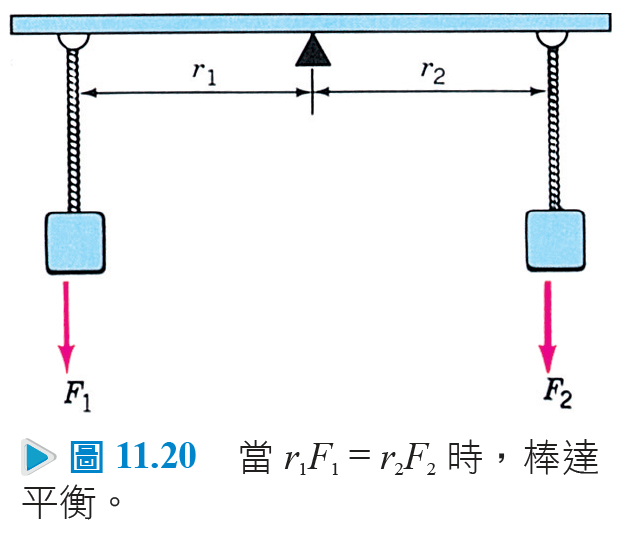 r₁ r₂
F₁ F₂
圖 11.20 當 r₁F₁ = r₂F₂ 時，棒達
平衡。